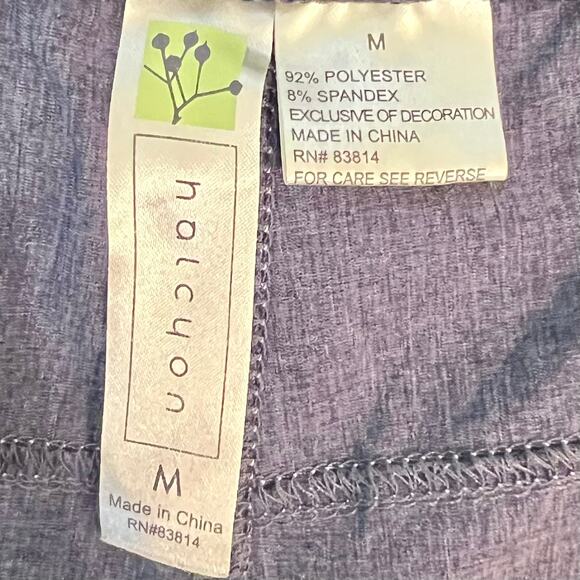 halcyon
M
Made in China
RN#83814
M
92% POLYESTER
8% SPANDEX
EXCLUSIVE OF DECORATION
MADE IN CHINA
RN# 83814
FOR CARE SEE REVERSE